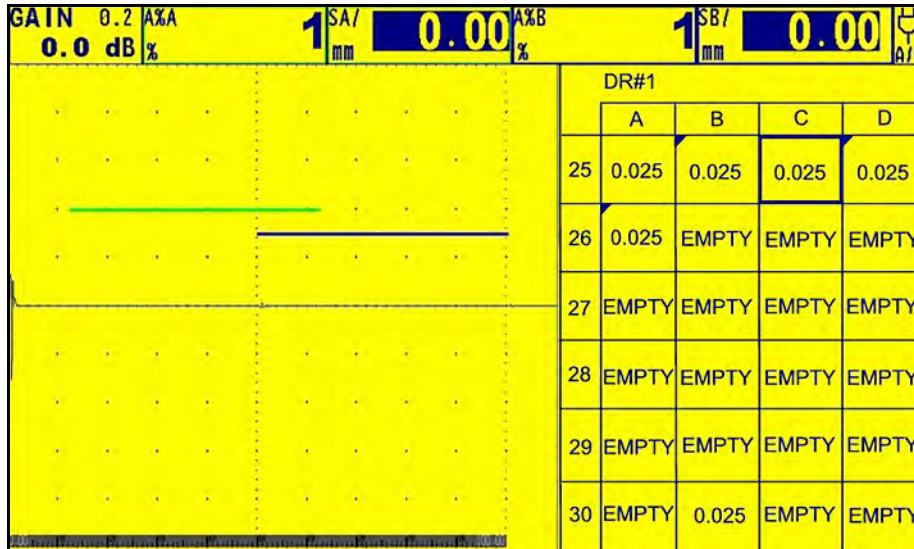 GAIN 0.2 A%A 1 SA/ 0.00 A%B 1 SB/ 0.00
0.0 dB % mm % mm A/
DR#1
A B C D
25 0.025 0.025 0.025 0.025
26 0.025 EMPTY EMPTY EMPTY
27 EMPTY EMPTY EMPTY EMPTY
28 EMPTY EMPTY EMPTY EMPTY
29 EMPTY EMPTY EMPTY EMPTY
30 EMPTY 0.025 EMPTY EMPTY